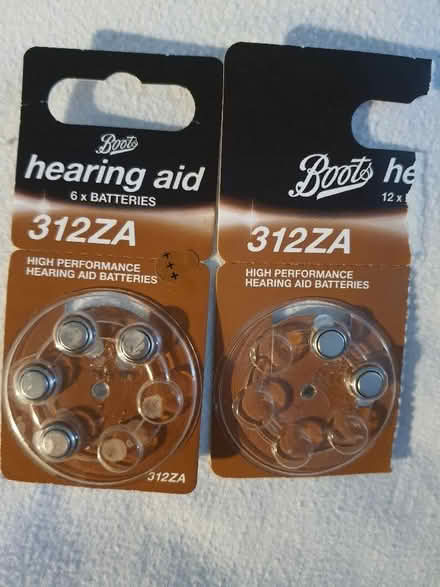 Boots
hearing aid
6 x BATTERIES
312ZA
HIGH PERFORMANCE
HEARING AID BATTERIES
+ + +
312ZA
Boots he
12 x
312ZA
HIGH PERFORMANCE
HEARING AID BATTERIES